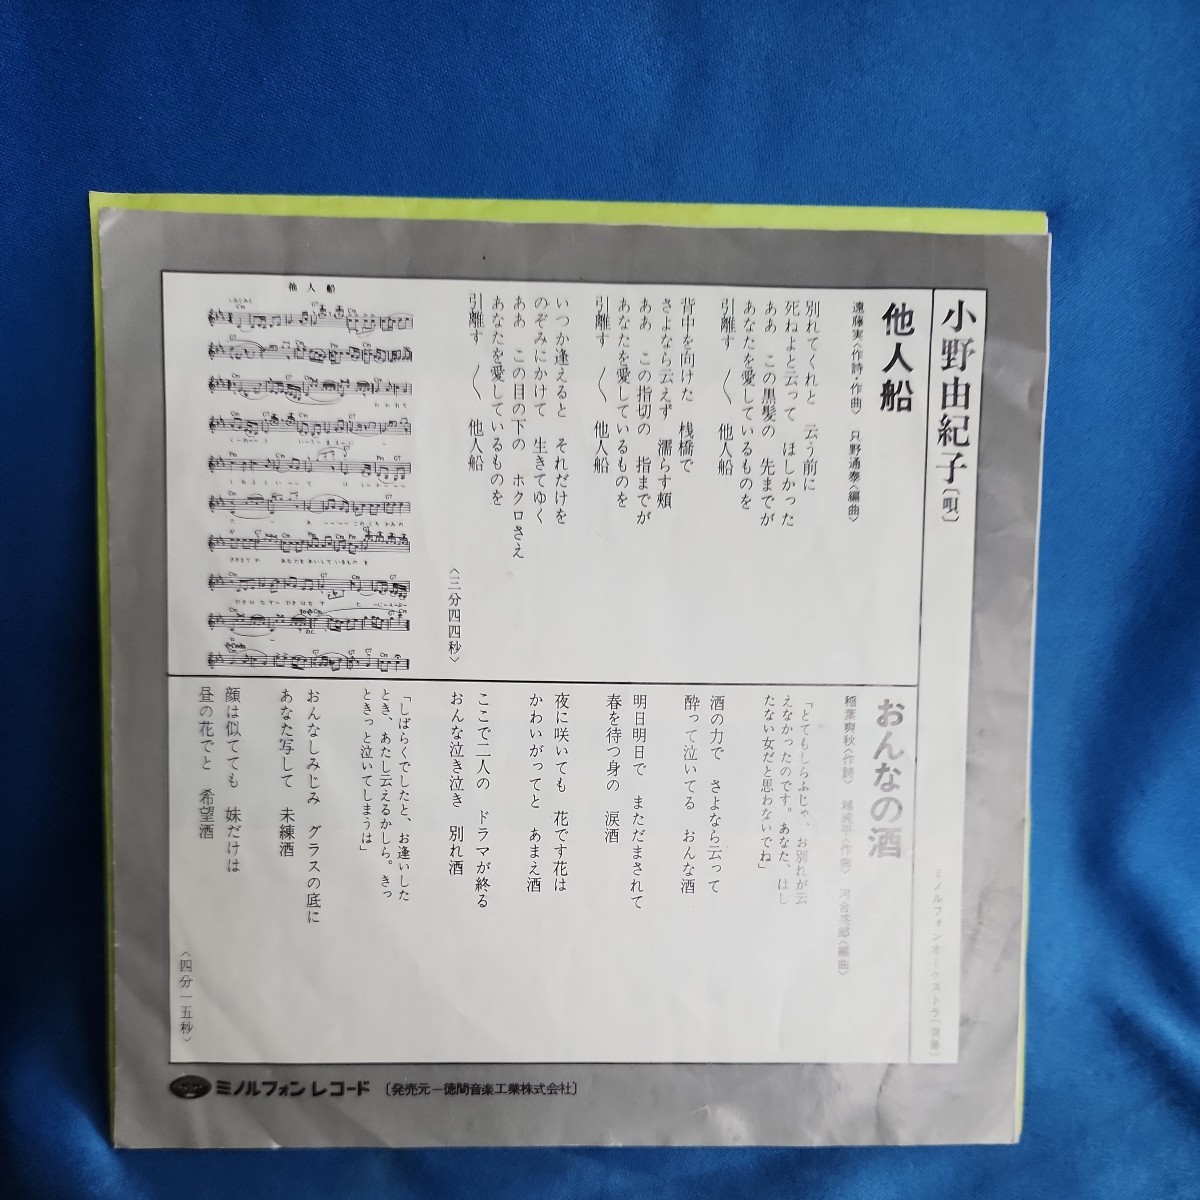 小野由紀子〔唄〕
ミノルフォンオーケストラ〔演奏〕
他人船
遠藤実〈作詩・作曲〉 只野通泰〈編曲〉
別れてくれと 云う前に
死ねよと云って ほしかった
ああ この黒髪の 先までが
あなたを愛しているものを
引離す 〱 他人船
背中を向けた 桟橋で
さよなら云えず 濡らす頬
ああ この指切の 指までが
あなたを愛しているものを
引離す 〱 他人船
いつか逢えると それだけを
のぞみにかけて 生きてゆく
ああ この目の下の ホクロさえ
あなたを愛しているものを
引離す 〱 他人船
〈三分四四秒〉
他人船
おんなの酒
稲葉爽秋〈作詩〉 越純平〈作曲〉 河合英郎〈編曲〉
「とてもしらふじゃ、お別れが云
えなかったのです。あなた、はし
たない女だと思わないでね」
酒の力で さよなら云って
酔って泣いてる おんな酒
明日明日で まただまされて
春を待つ身の 涙酒
夜に咲いても 花です花は
かわいがってと あまえ酒
ここで二人の ドラマが終る
おんな泣き泣き 別れ酒
「しばらくでしたと、お逢いした
とき、あたし云えるかしら。きっ
ときっと泣いてしまうは」
おんなしみじみ グラスの底に
あなた写して 未練酒
顔は似てても 妹だけは
昼の花でと 希望酒
〈四分一五秒〉
ミノルフォンレコード 〔発売元―徳間音楽工業株式会社〕